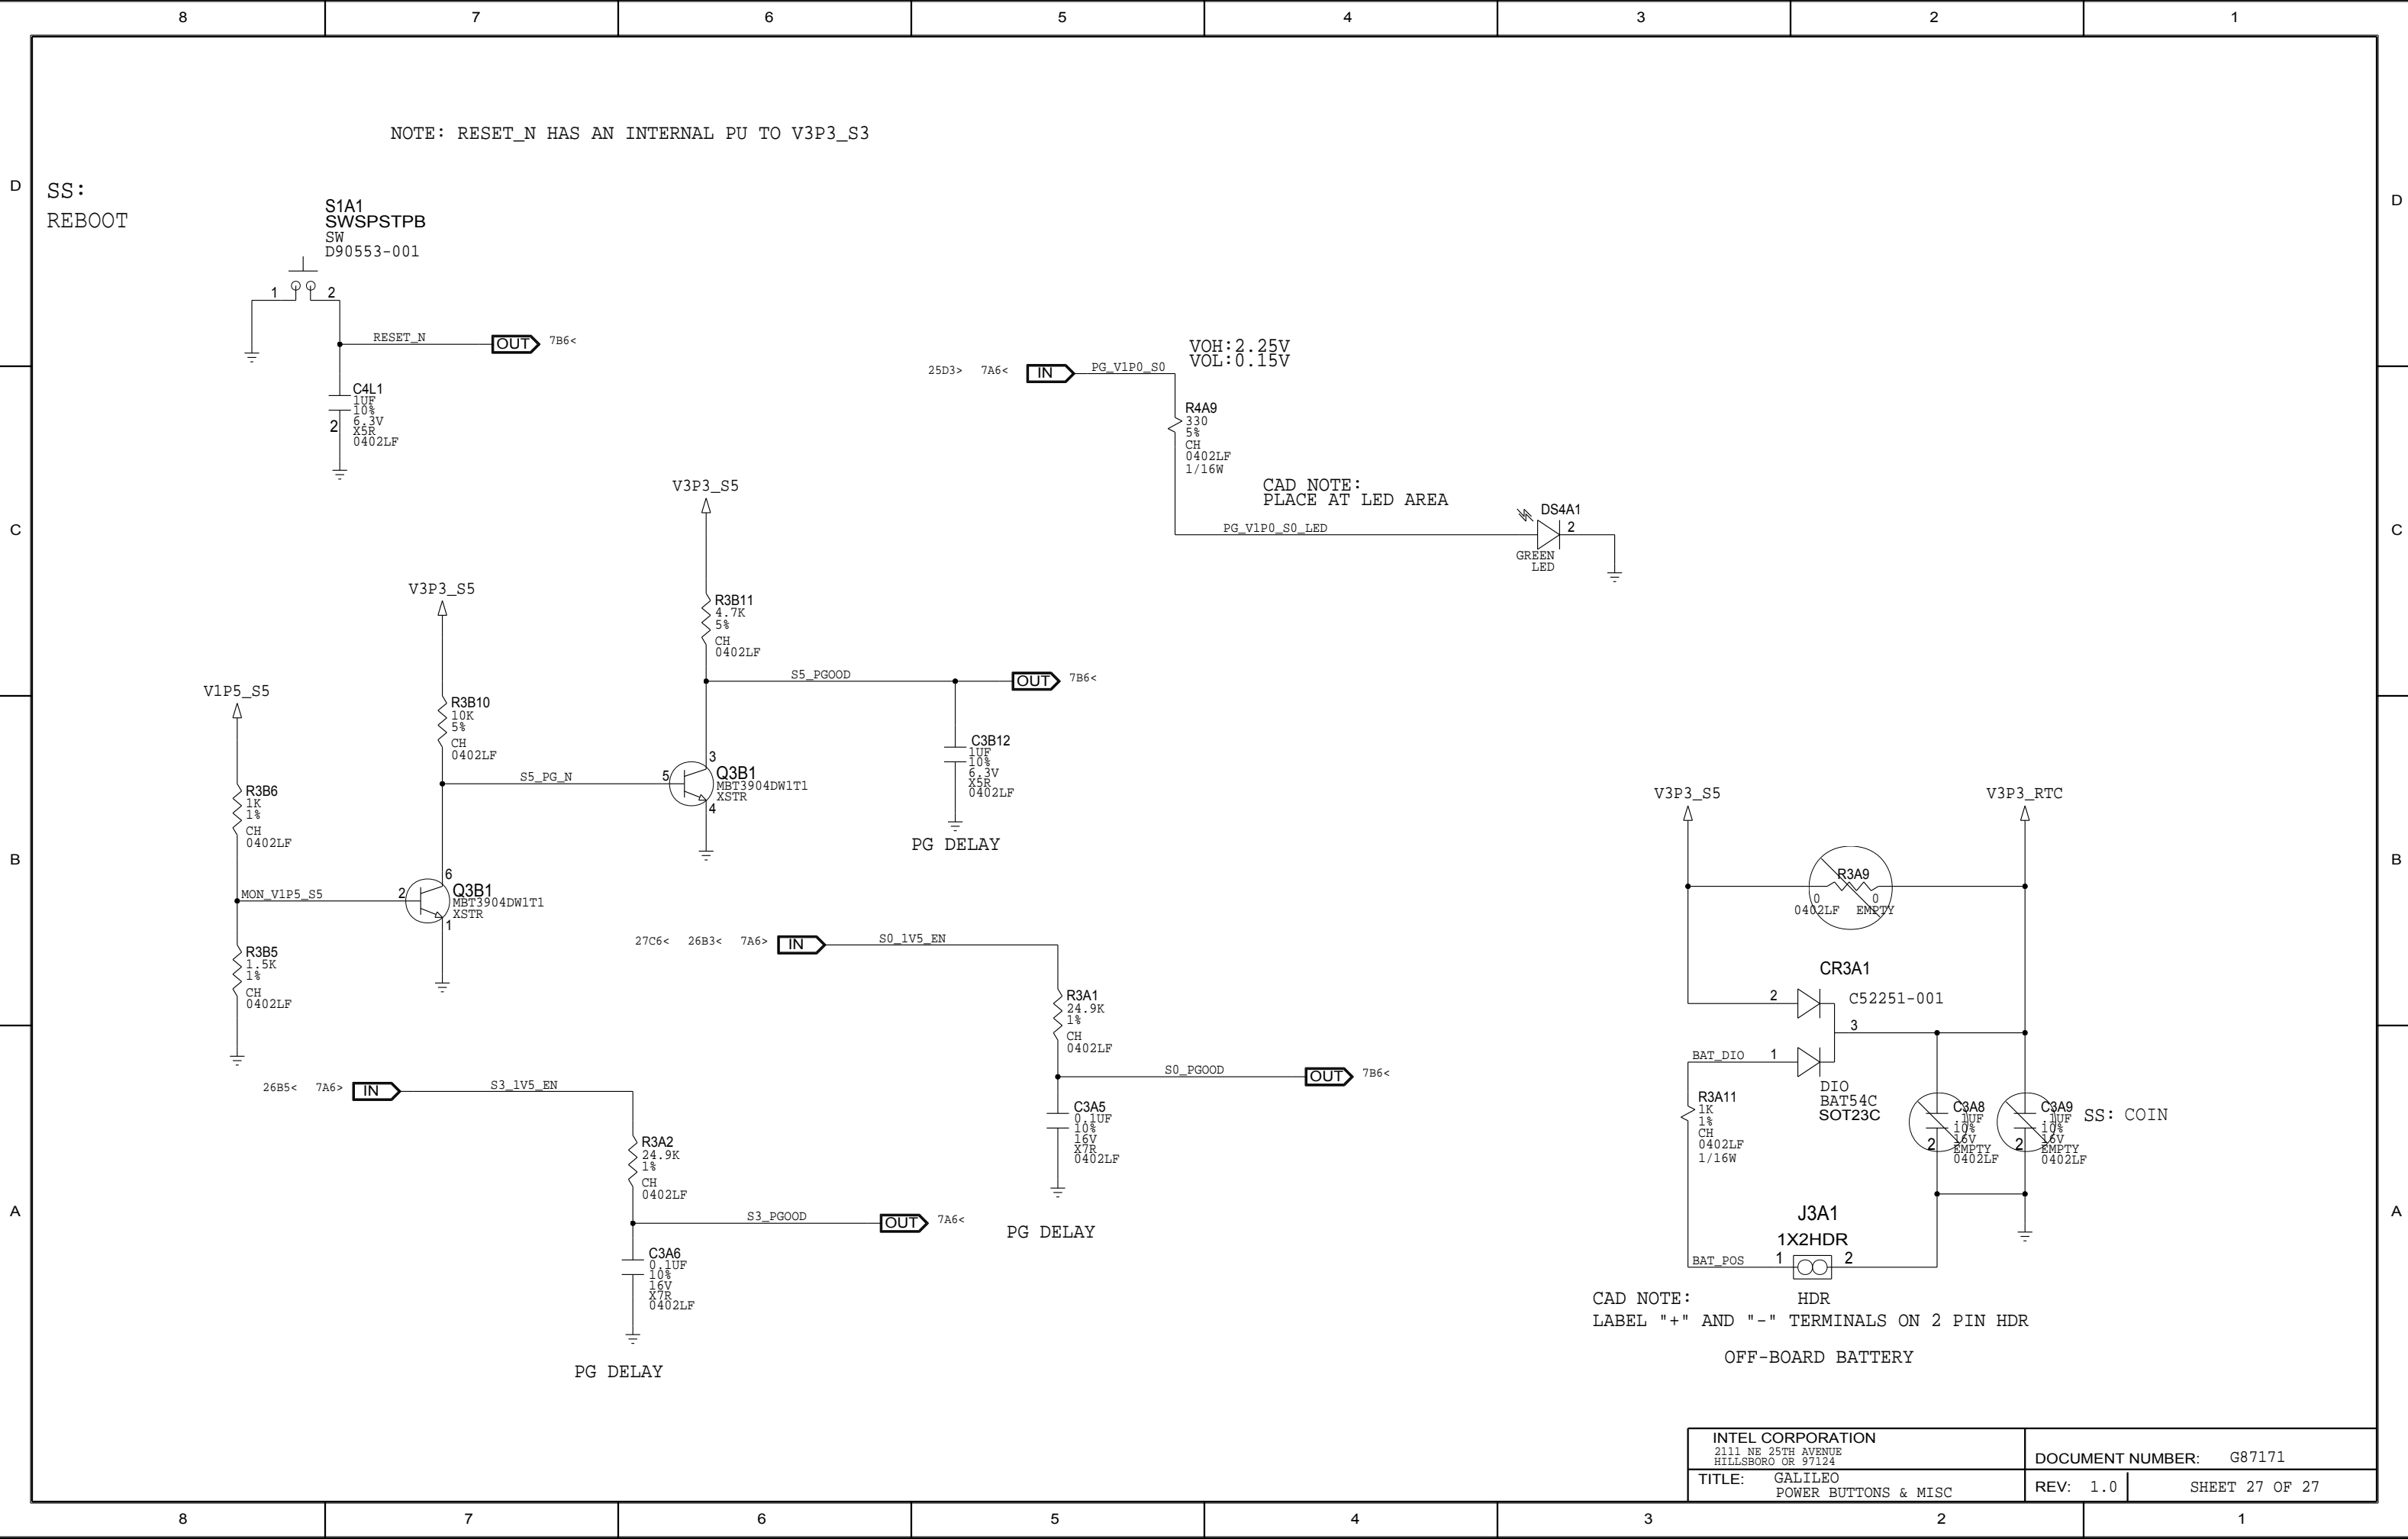 8 7 6 5 4 3 2 1
NOTE: RESET_N HAS AN INTERNAL PU TO V3P3_S3
D
D
SS:
REBOOT
S1A1
SWSPSTPB
SW
D90553-001
1
2
RESET_N
OUT
7B6<
C4L1
1UF
10%
6.3V
X5R
0402LF
2
VOH:2.25V
VOL:0.15V
25D3> 7A6<
IN
PG_V1P0_S0
R4A9
330
5%
CH
0402LF
1/16W
CAD NOTE:
PLACE AT LED AREA
PG_V1P0_S0_LED
DS4A1
2
GREEN
LED
C
C
V3P3_S5
R3B11
4.7K
5%
CH
0402LF
S5_PGOOD
OUT
7B6<
V3P3_S5
R3B10
10K
5%
CH
0402LF
C3B12
1UF
10%
6.3V
X5R
0402LF
PG DELAY
S5_PG_N
5
3
Q3B1
MBT3904DW1T1
XSTR
4
V1P5_S5
R3B6
1K
1%
CH
0402LF
MON_V1P5_S5
2
6
Q3B1
MBT3904DW1T1
XSTR
1
R3B5
1.5K
1%
CH
0402LF
B
B
27C6< 26B3< 7A6>
IN
S0_1V5_EN
R3A1
24.9K
1%
CH
0402LF
S0_PGOOD
OUT
7B6<
C3A5
0.1UF
10%
16V
X7R
0402LF
PG DELAY
26B5< 7A6>
IN
S3_1V5_EN
R3A2
24.9K
1%
CH
0402LF
S3_PGOOD
OUT
7A6<
C3A6
0.1UF
10%
16V
X7R
0402LF
PG DELAY
V3P3_S5
V3P3_RTC
R3A9
0 0
0402LF EMPTY
CR3A1
2
C52251-001
3
BAT_DIO
1
DIO
BAT54C
SOT23C
R3A11
1K
1%
CH
0402LF
1/16W
C3A8
.1UF
10%
16V
EMPTY
0402LF
2
C3A9
.1UF
10%
16V
EMPTY
0402LF
2
SS: COIN
A
A
J3A1
1X2HDR
BAT_POS
1
2
CAD NOTE:
HDR
LABEL "+" AND "-" TERMINALS ON 2 PIN HDR
OFF-BOARD BATTERY
INTEL CORPORATION
2111 NE 25TH AVENUE
HILLSBORO OR 97124
DOCUMENT NUMBER: G87171
TITLE: GALILEO
POWER BUTTONS & MISC
REV: 1.0
SHEET 27 OF 27
8 7 6 5 4 3 2 1